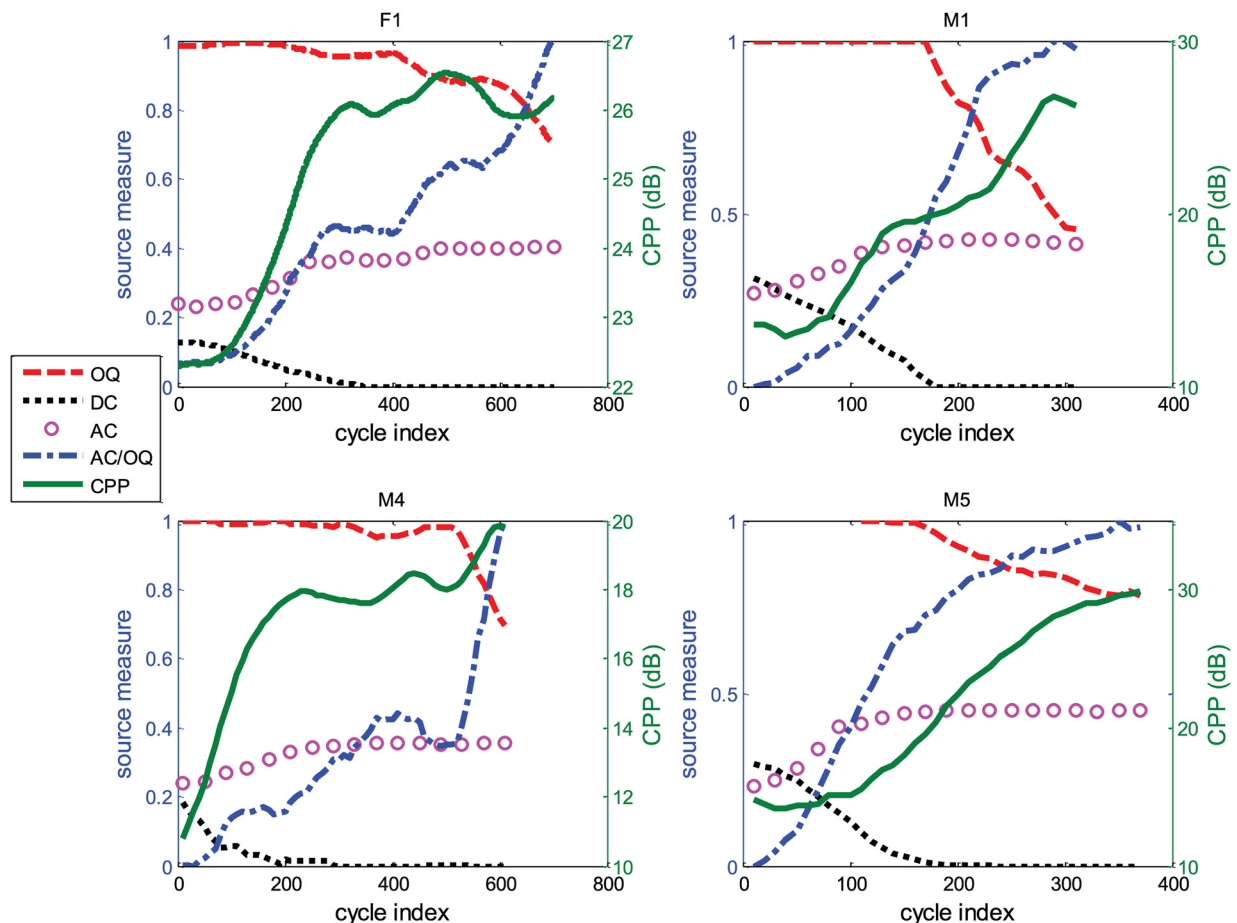 F1
1
0.8
0.6
0.4
0.2
0
source measure
0 200 400 600 800
cycle index
27
26
25
24
23
22
CPP (dB)
M1
1
0.5
0
source measure
0 100 200 300 400
cycle index
30
20
10
CPP (dB)
OQ
DC
AC
AC/OQ
CPP
M4
1
0.8
0.6
0.4
0.2
0
source measure
0 200 400 600 800
cycle index
20
18
16
14
12
10
CPP (dB)
M5
1
0.5
0
source measure
0 100 200 300 400
cycle index
30
20
10
CPP (dB)